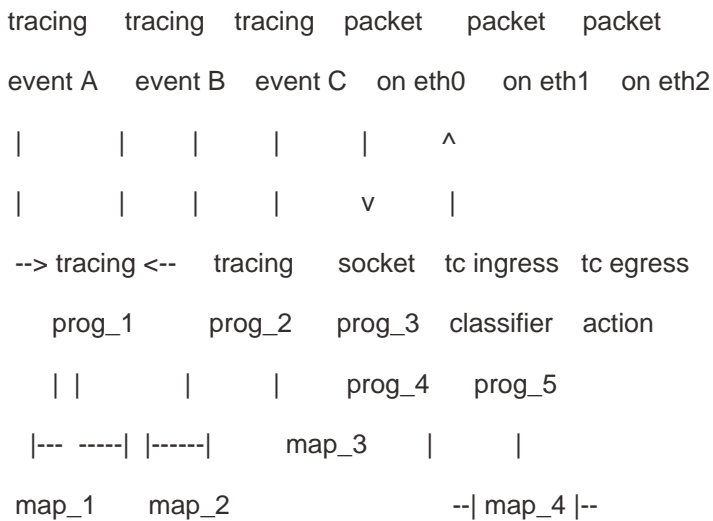 tracing tracing tracing packet packet packet
event A event B event C on eth0 on eth1 on eth2
| | | | | ^
| | | | v |
--> tracing <-- tracing socket tc ingress tc egress
prog_1 prog_2 prog_3 classifier action
| | | | prog_4 prog_5
|--- -----| |------| map_3 | |
map_1 map_2 --| map_4 |--